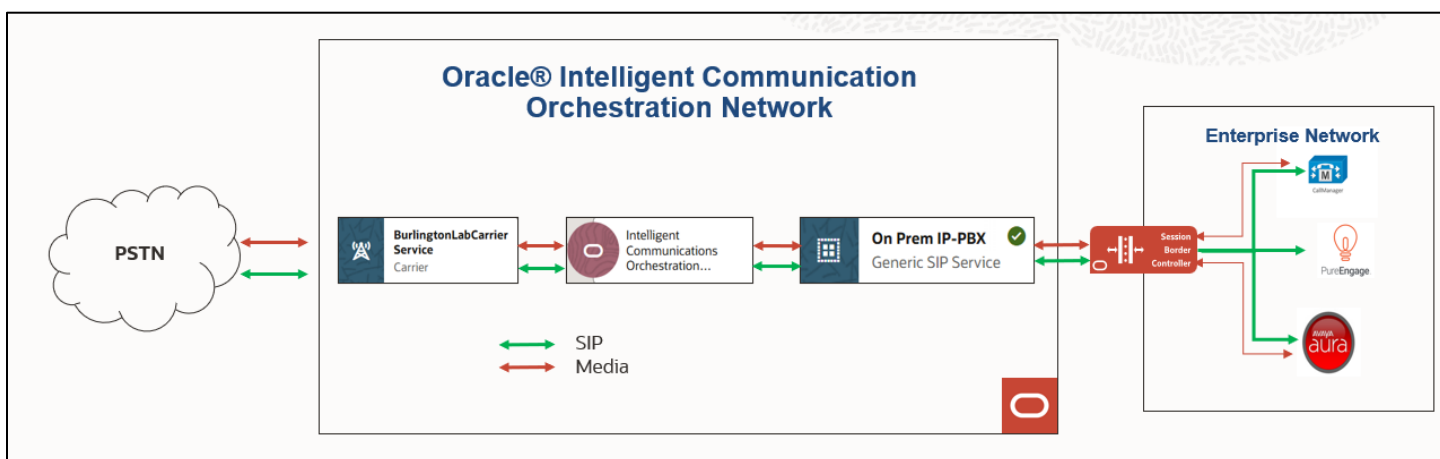 Oracle® Intelligent Communication
Orchestration Network
Enterprise Network
M
CallManager
PSTN
BurlingtonLabCarrier
Service
Carrier
Intelligent
Communications
Orchestration...
On Prem IP-PBX
Generic SIP Service
Session
Border
Controller
PureEngage
SIP
Media
AVAYA
aura